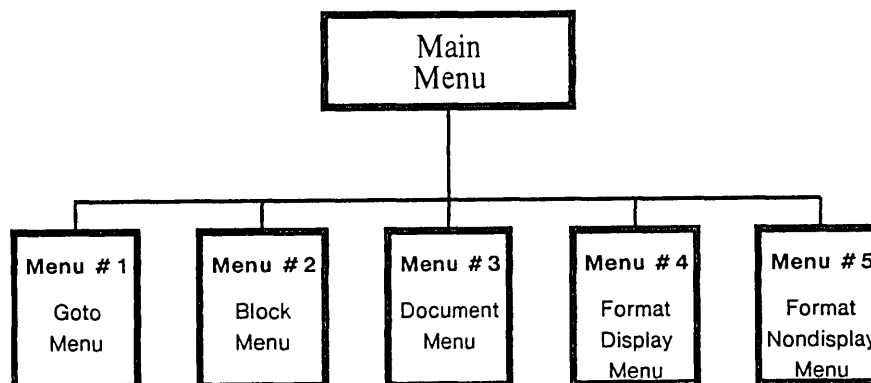 Main
Menu
Menu #1
Goto
Menu
Menu #2
Block
Menu
Menu #3
Document
Menu
Menu #4
Format
Display
Menu
Menu #5
Format
Nondisplay
Menu